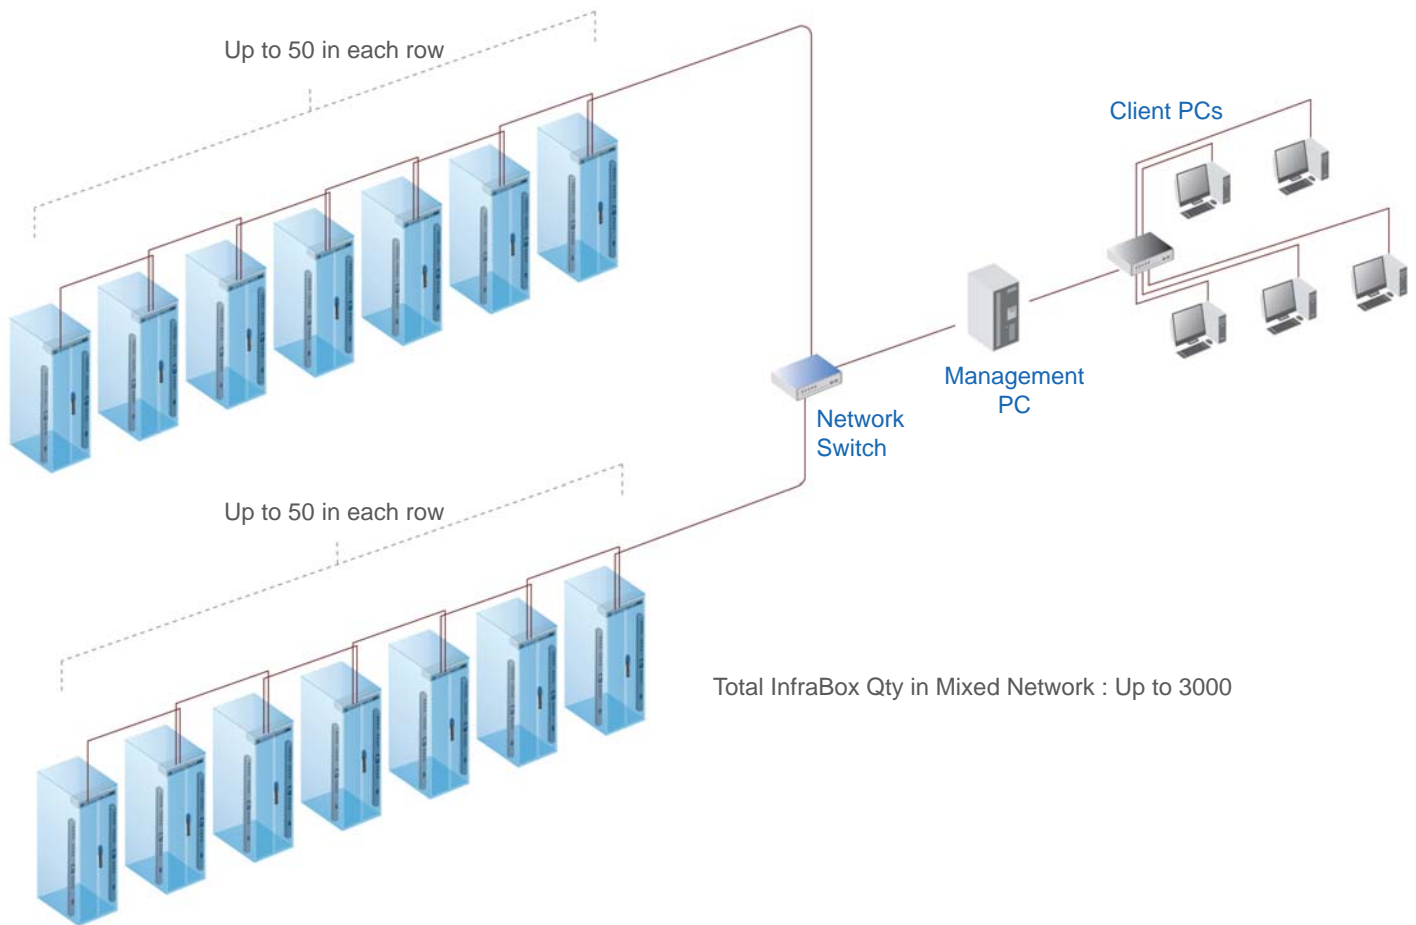 Up to 50 in each row
Client PCs
Management
PC
Network
Switch
Up to 50 in each row
Total InfraBox Qty in Mixed Network : Up to 3000